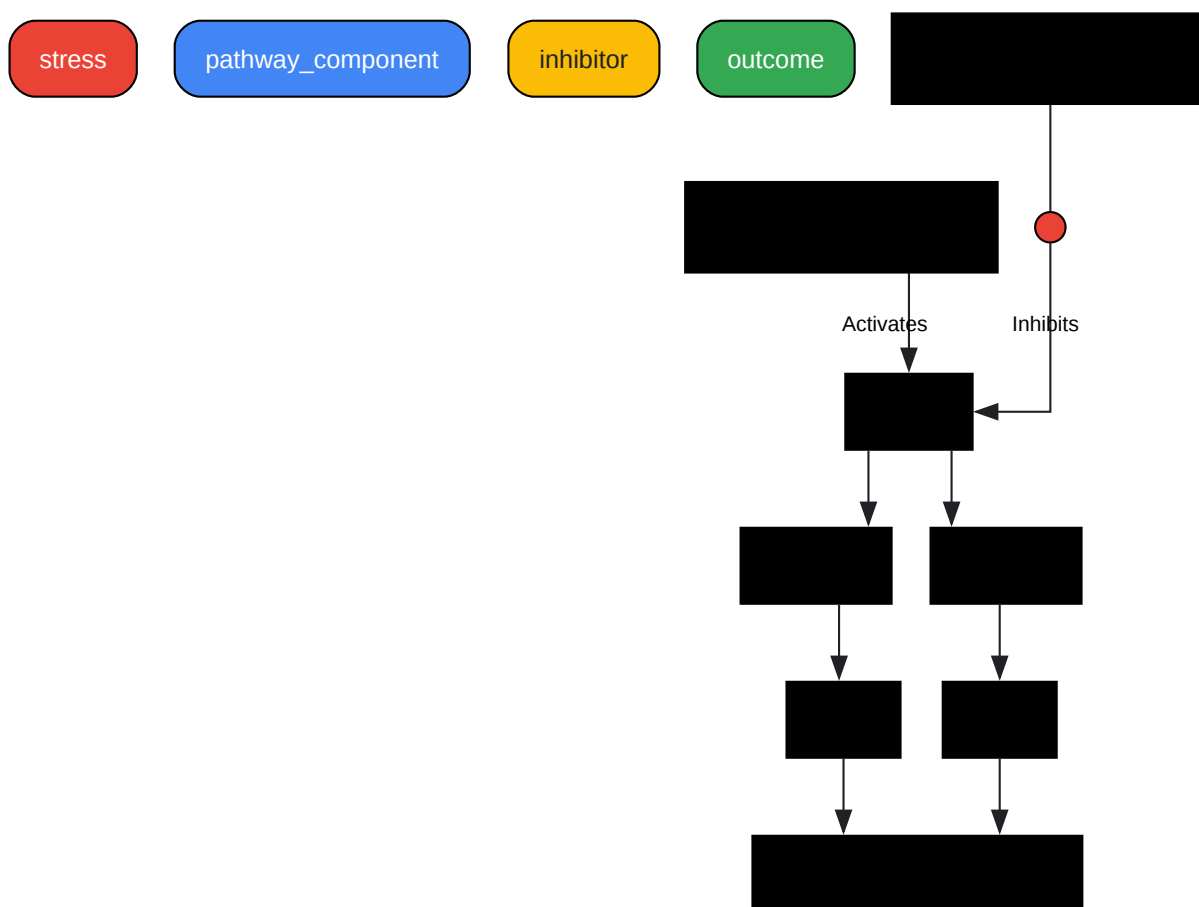 stress
pathway_component
inhibitor
outcome
Activates
Inhibits